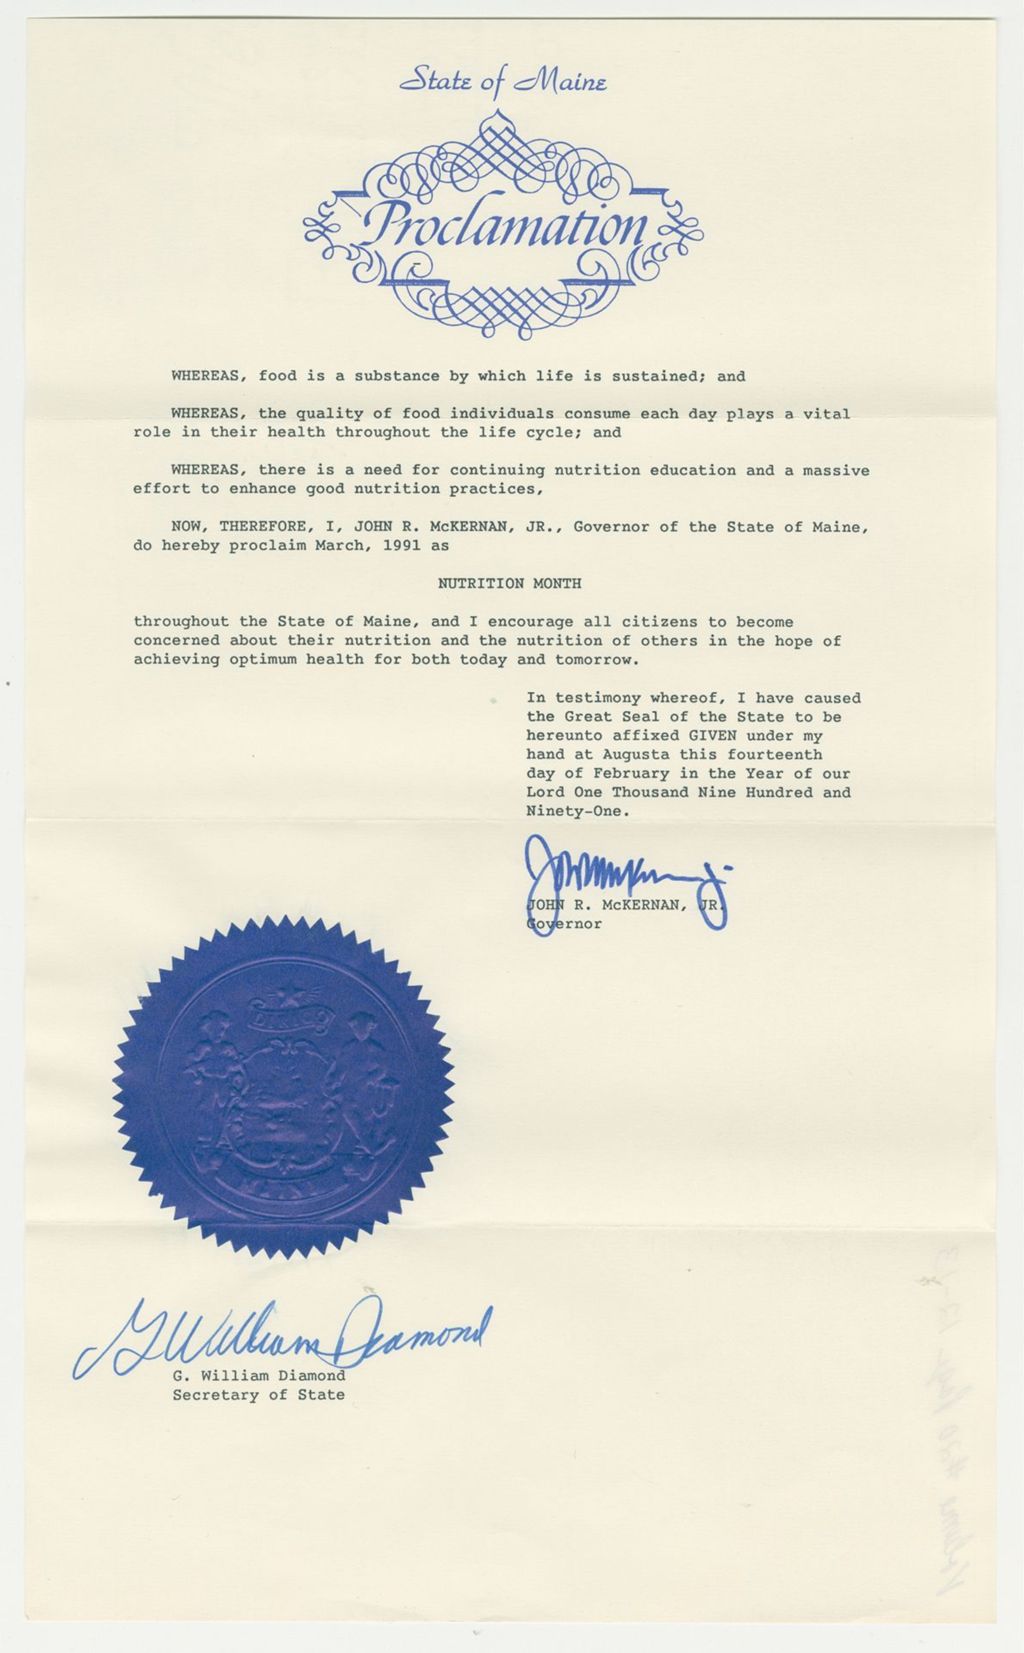 State of Maine
Proclamation
WHEREAS, food is a substance by which life is sustained; and
WHEREAS, the quality of food individuals consume each day plays a vital
role in their health throughout the life cycle; and
WHEREAS, there is a need for continuing nutrition education and a massive
effort to enhance good nutrition practices,
NOW, THEREFORE, I, JOHN R. McKERNAN, JR., Governor of the State of Maine,
do hereby proclaim March, 1991 as
NUTRITION MONTH
throughout the State of Maine, and I encourage all citizens to become
concerned about their nutrition and the nutrition of others in the hope of
achieving optimum health for both today and tomorrow.
In testimony whereof, I have caused
the Great Seal of the State to be
hereunto affixed GIVEN under my
hand at Augusta this fourteenth
day of February in the Year of our
Lord One Thousand Nine Hundred and
Ninety-One.
JOHN R. McKERNAN, JR.
Governor
DIRIGO
MAINE
G William Diamond
G. William Diamond
Secretary of State